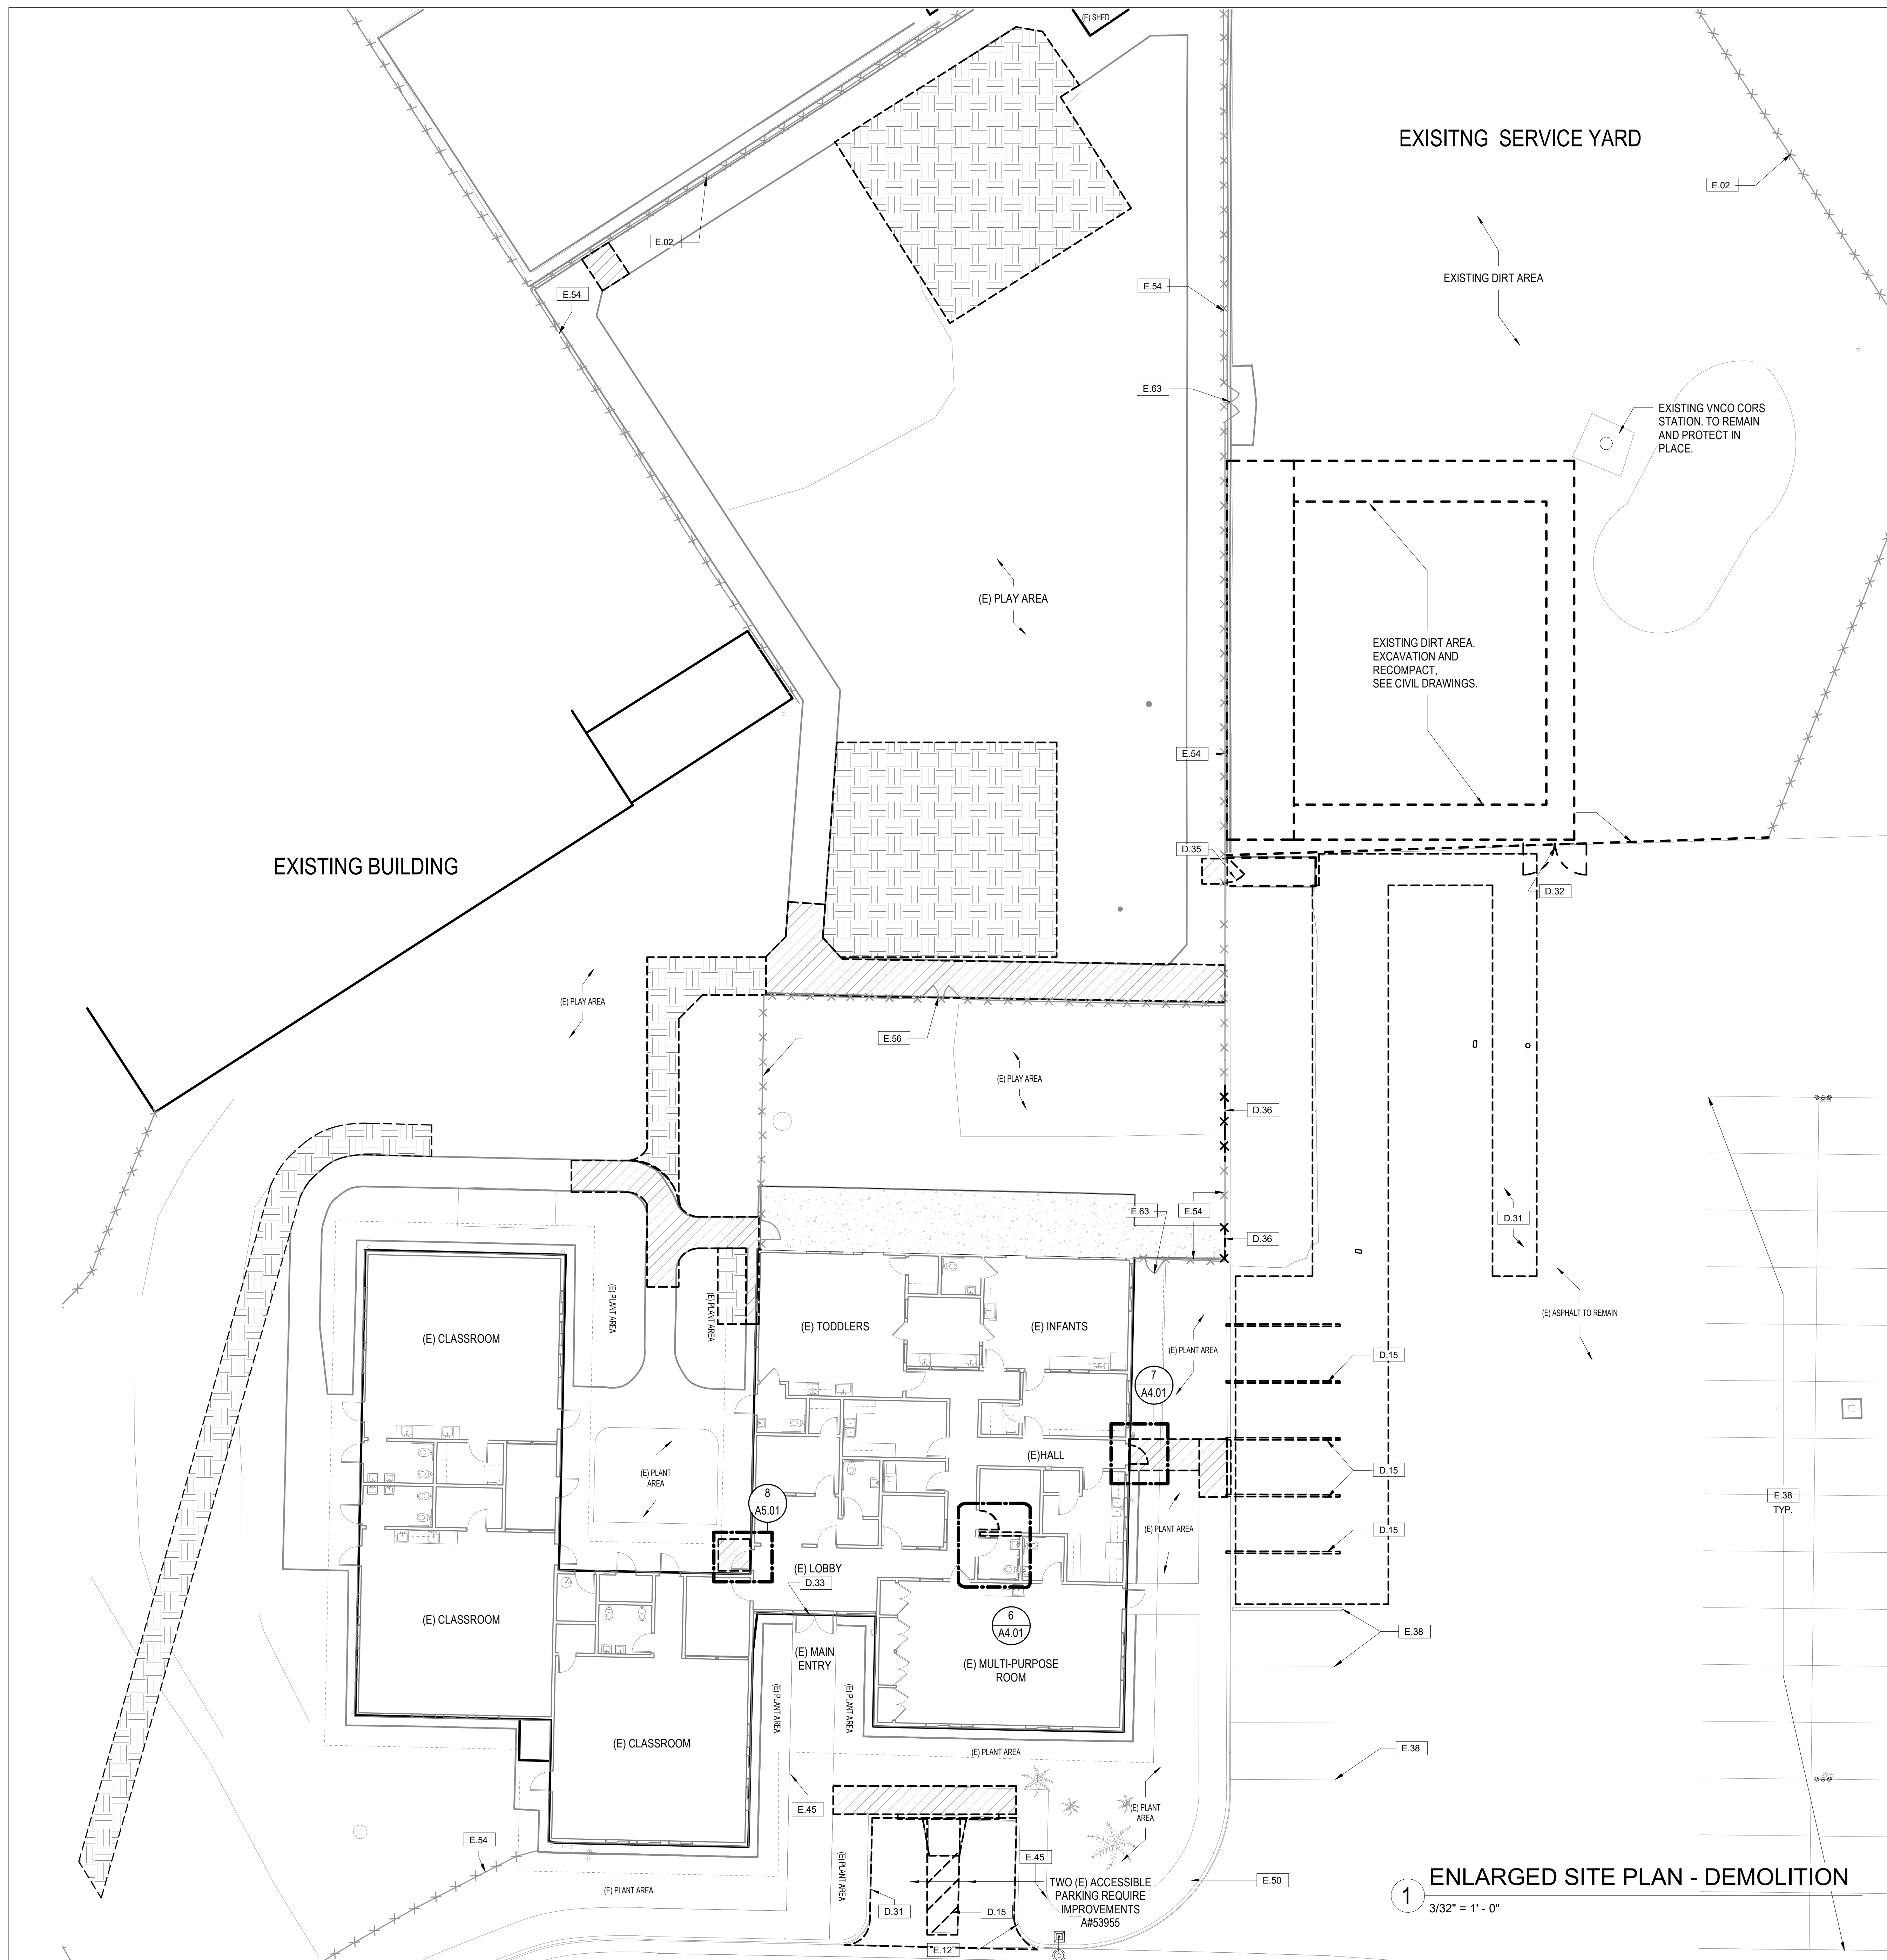 (E) SHED
EXISITNG SERVICE YARD
E.02
E.02
EXISTING DIRT AREA
E.54
E.54
E.63
EXISTING VNCO CORS
STATION. TO REMAIN
AND PROTECT IN
PLACE.
(E) PLAY AREA
EXISTING DIRT AREA.
EXCAVATION AND
RECOMPACT,
SEE CIVIL DRAWINGS.
E.54
D.35
EXISTING BUILDING
D.32
(E) PLAY AREA
E.56
(E) PLAY AREA
D.36
E.63
E.54
D.31
D.36
(E) PLANT AREA
(E) PLANT AREA
(E) ASPHALT TO REMAIN
(E) TODDLERS
(E) INFANTS
(E) CLASSROOM
(E) PLANT AREA
D.15
7
A4.01
(E)HALL
(E) PLANT
AREA
D.15
8
A5.01
E.38
TYP.
(E) PLANT AREA
D.15
(E) LOBBY
D.33
(E) CLASSROOM
6
A4.01
E.38
(E) MAIN
ENTRY
(E) MULTI-PURPOSE
ROOM
(E) PLANT AREA
(E) PLANT AREA
(E) CLASSROOM
(E) PLANT AREA
E.38
E.45
(E) PLANT
AREA
E.54
E.45
(E) PLANT AREA
(E) PLANT AREA
TWO (E) ACCESSIBLE
PARKING REQUIRE
IMPROVEMENTS
A#53955
E.50
D.31
D.15
E.12
1
ENLARGED SITE PLAN - DEMOLITION
3/32" = 1' - 0"